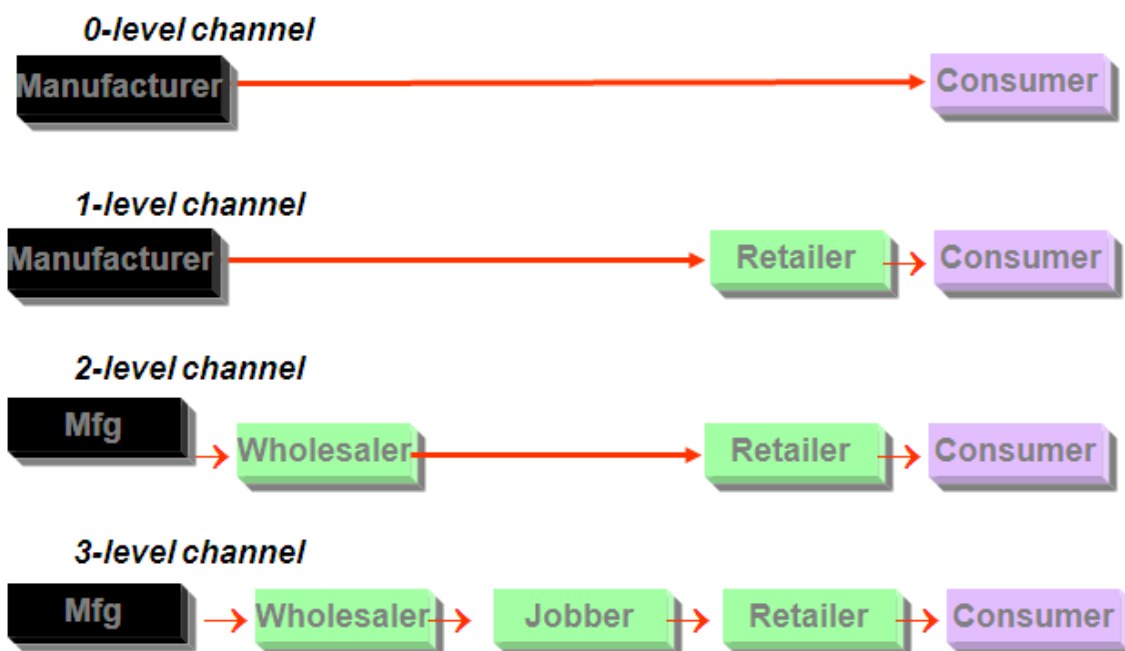 0-level channel
Manufacturer Consumer
1-level channel
Manufacturer Retailer Consumer
2-level channel
Mfg Wholesaler Retailer Consumer
3-level channel
Mfg Wholesaler Jobber Retailer Consumer